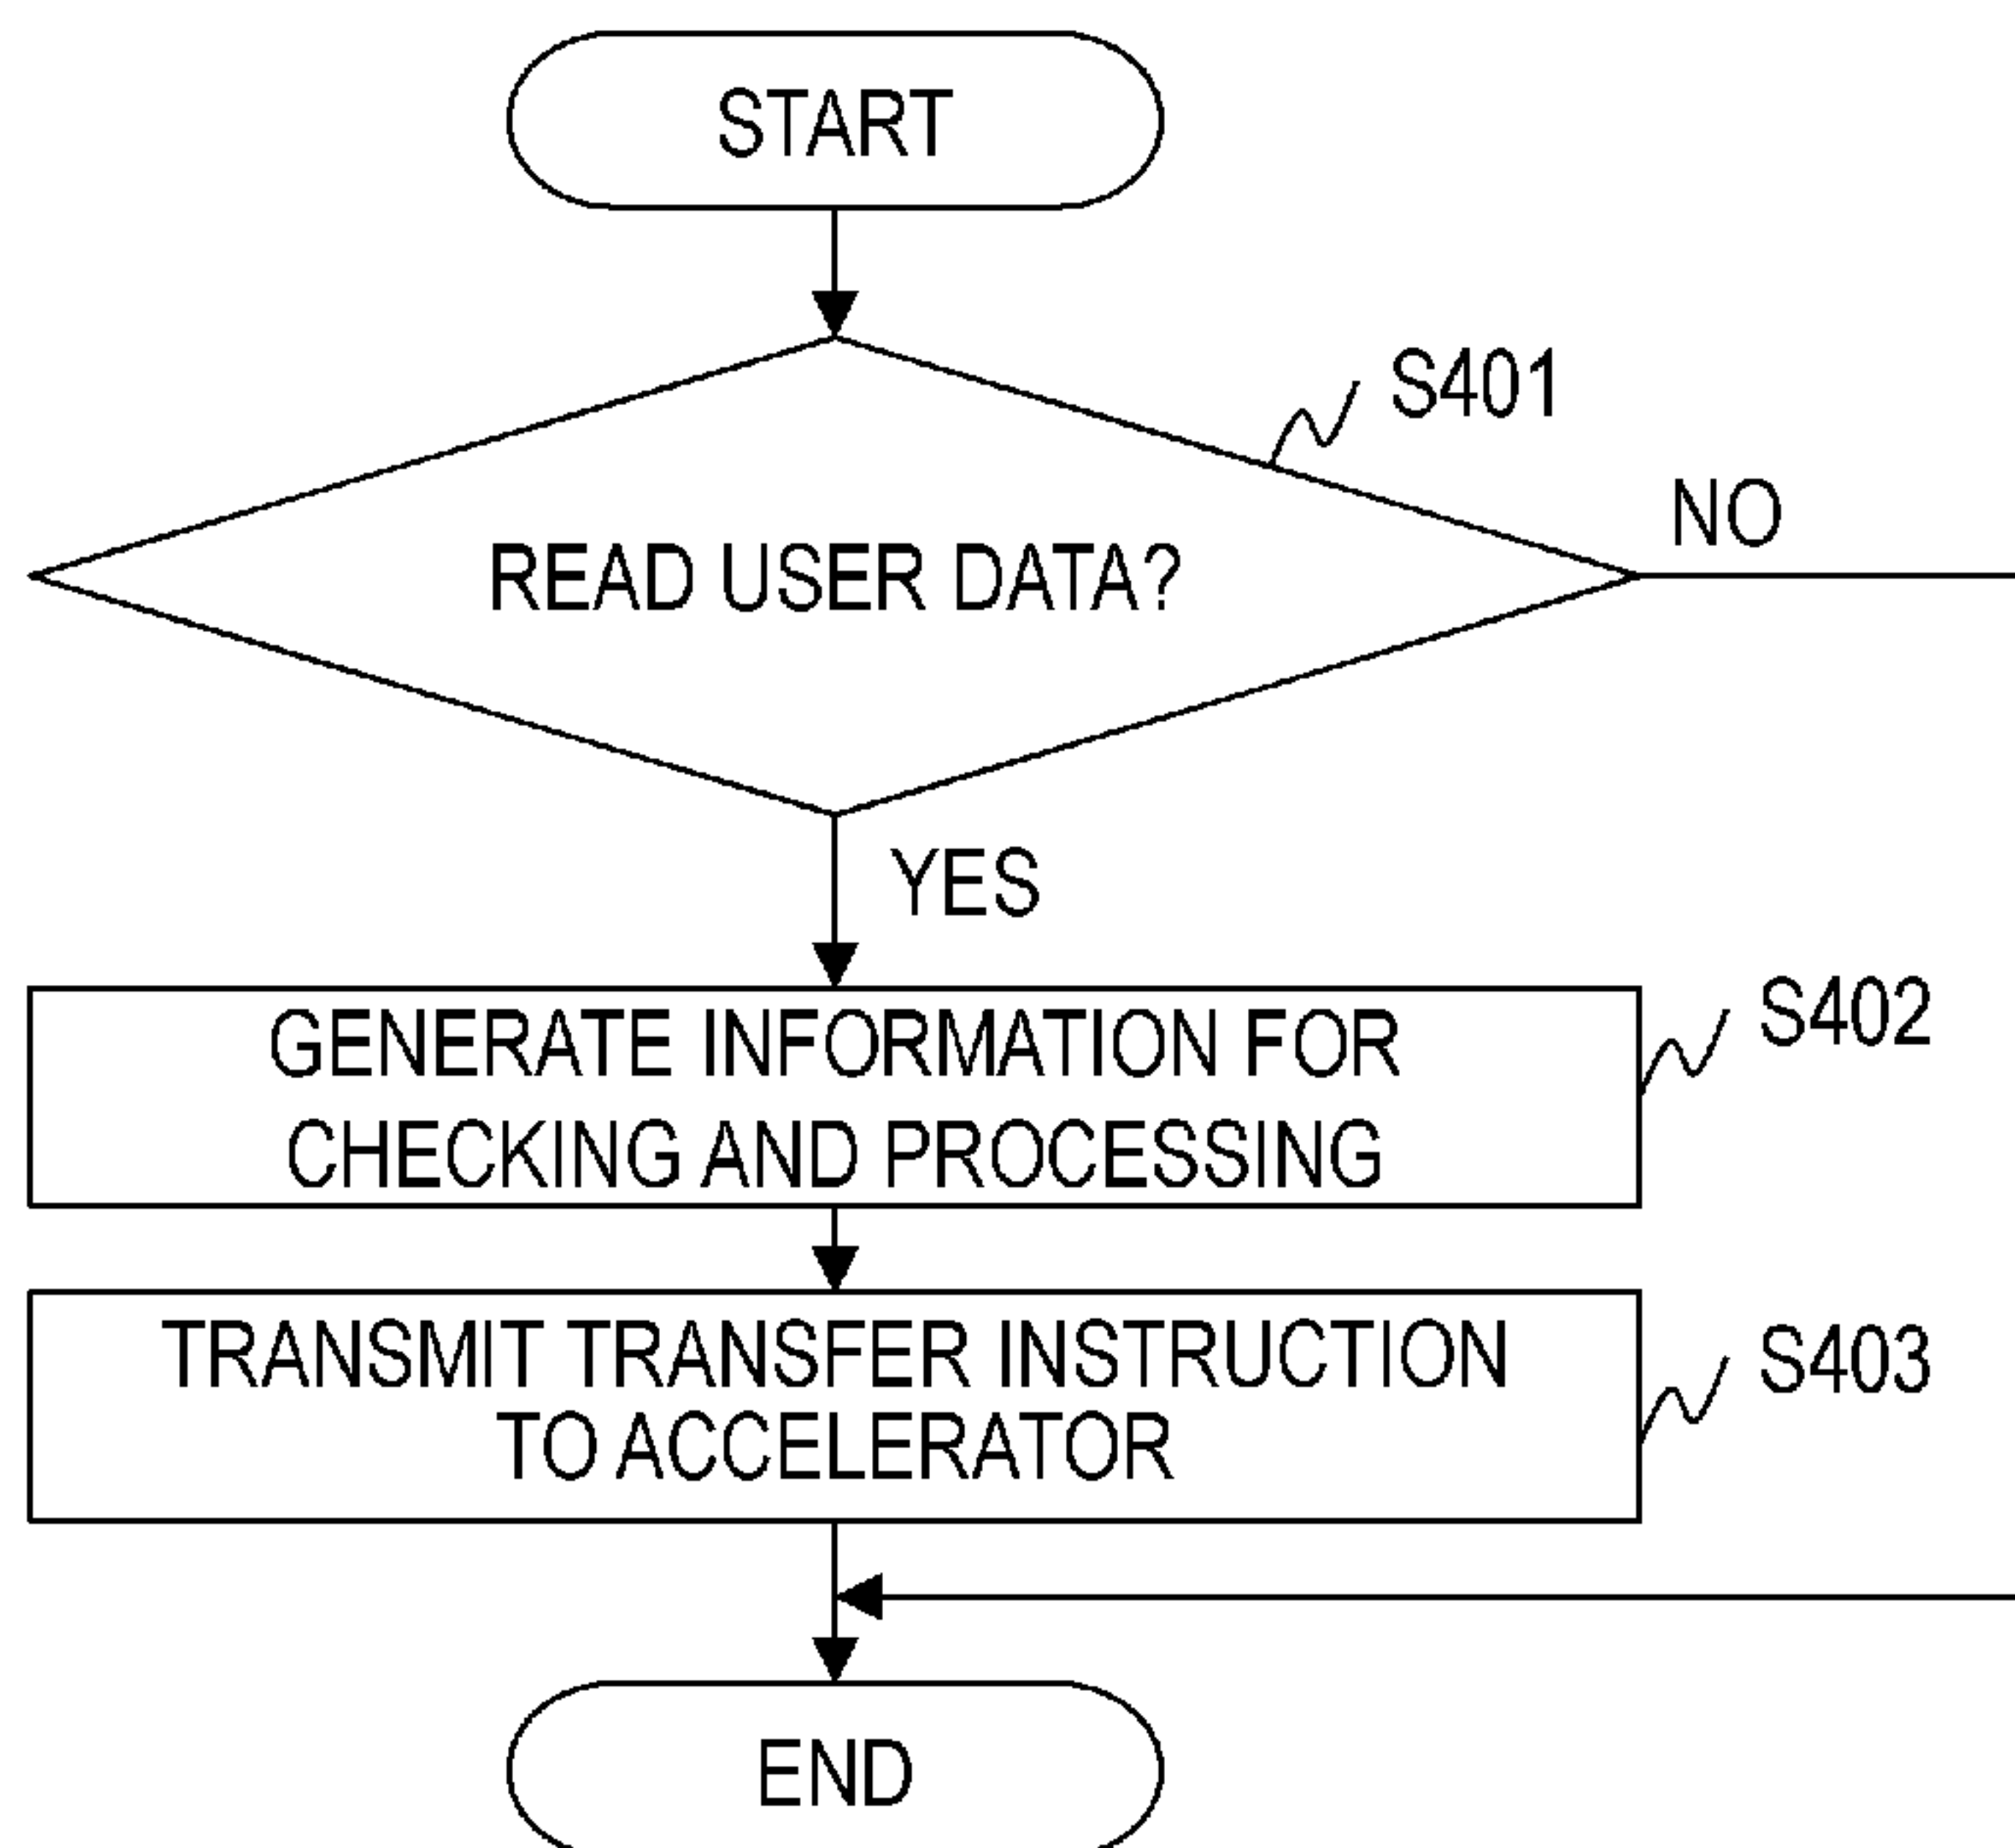 START
S401
NO
READ USER DATA?
YES
S402
GENERATE INFORMATION FOR
CHECKING AND PROCESSING
TRANSMIT TRANSFER INSTRUCTION
S403
TO ACCELERATOR
END